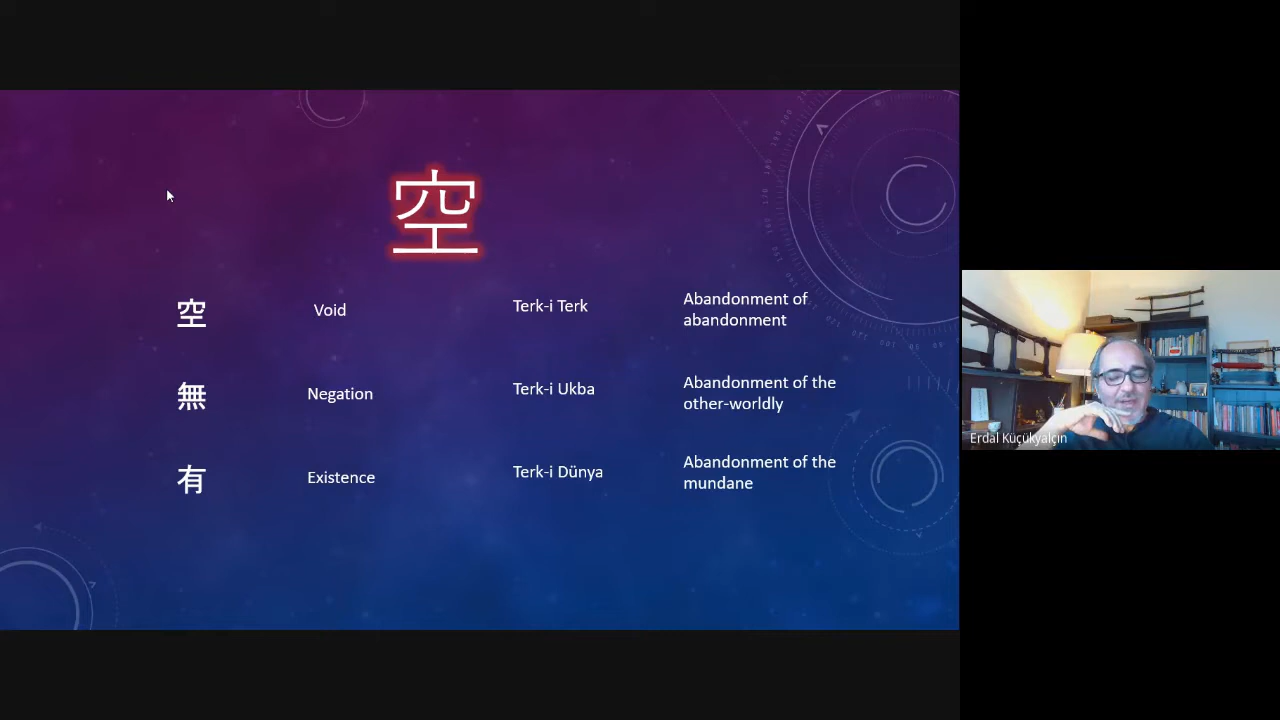 空
空 Void Terk-i Terk Abandonment of
abandonment
無 Negation Terk-i Ukba Abandonment of the
other-worldly
有 Existence Terk-i Dünya Abandonment of the
mundane
Erdal Küçükyalçın